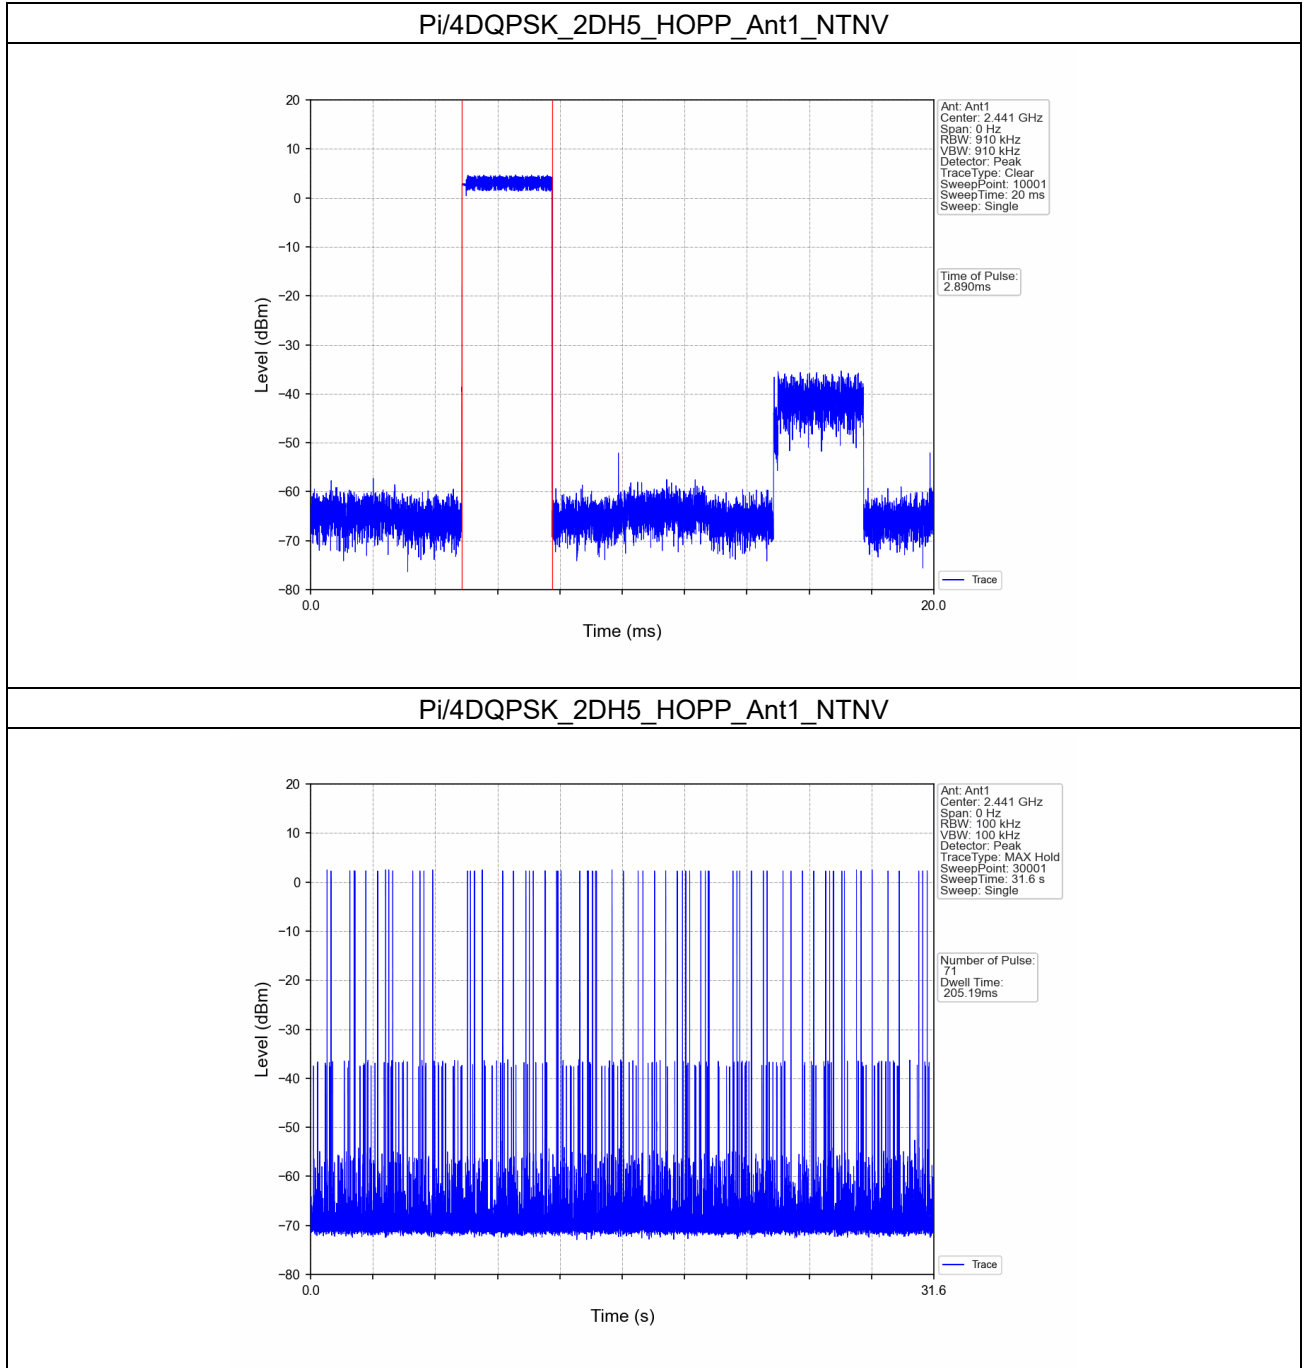 Pi/4DQPSK_2DH5_HOPP_Ant1_NTNV
20
10
0
−10
−20
−30
−40
−50
−60
−70
−80
Level (dBm)
0.0
20.0
Time (ms)
Ant: Ant1
Center: 2.441 GHz
Span: 0 Hz
RBW: 910 kHz
VBW: 910 kHz
Detector: Peak
TraceType: Clear
SweepPoint: 10001
SweepTime: 20 ms
Sweep: Single
Time of Pulse:
2.890ms
Trace
Pi/4DQPSK_2DH5_HOPP_Ant1_NTNV
20
10
0
−10
−20
−30
−40
−50
−60
−70
−80
Level (dBm)
0.0
31.6
Time (s)
Ant: Ant1
Center: 2.441 GHz
Span: 0 Hz
RBW: 100 kHz
VBW: 100 kHz
Detector: Peak
TraceType: MAX Hold
SweepPoint: 30001
SweepTime: 31.6 s
Sweep: Single
Number of Pulse:
71
Dwell Time:
205.19ms
Trace